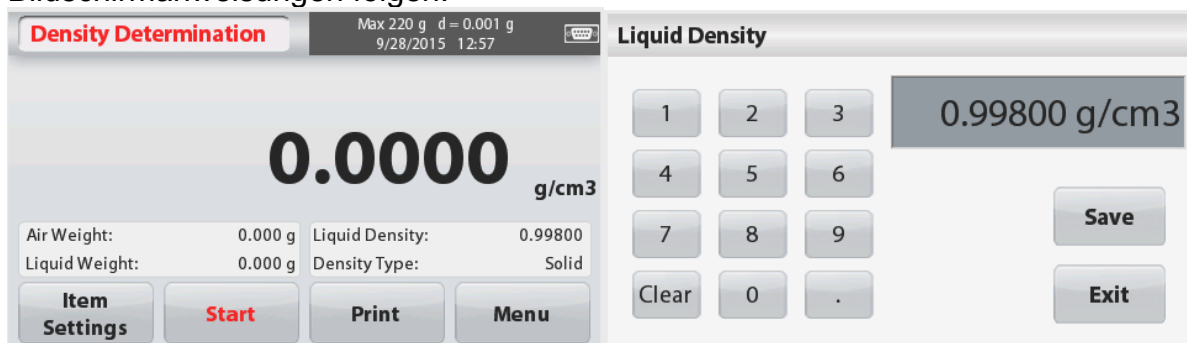 Bildschirmanweisungen folgen.
Density Determination
Max 220 g d = 0.001 g
9/28/2015 12:57
0.0000
g/cm3
Air Weight: 0.000 g Liquid Density: 0.99800
Liquid Weight: 0.000 g Density Type: Solid
Item Settings Start Print Menu
Liquid Density
0.99800 g/cm3
1 2 3
4 5 6
7 8 9
Clear 0 .
Save
Exit